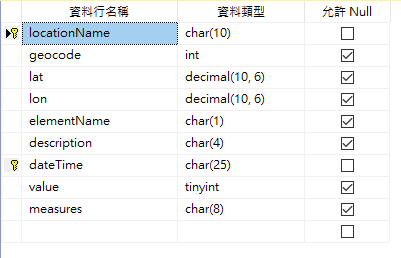 資料行名稱 資料類型 允許 Null
locationName char(10)
geocode int
lat decimal(10, 6)
lon decimal(10, 6)
elementName char(1)
description char(4)
dateTime char(25)
value tinyint
measures char(8)